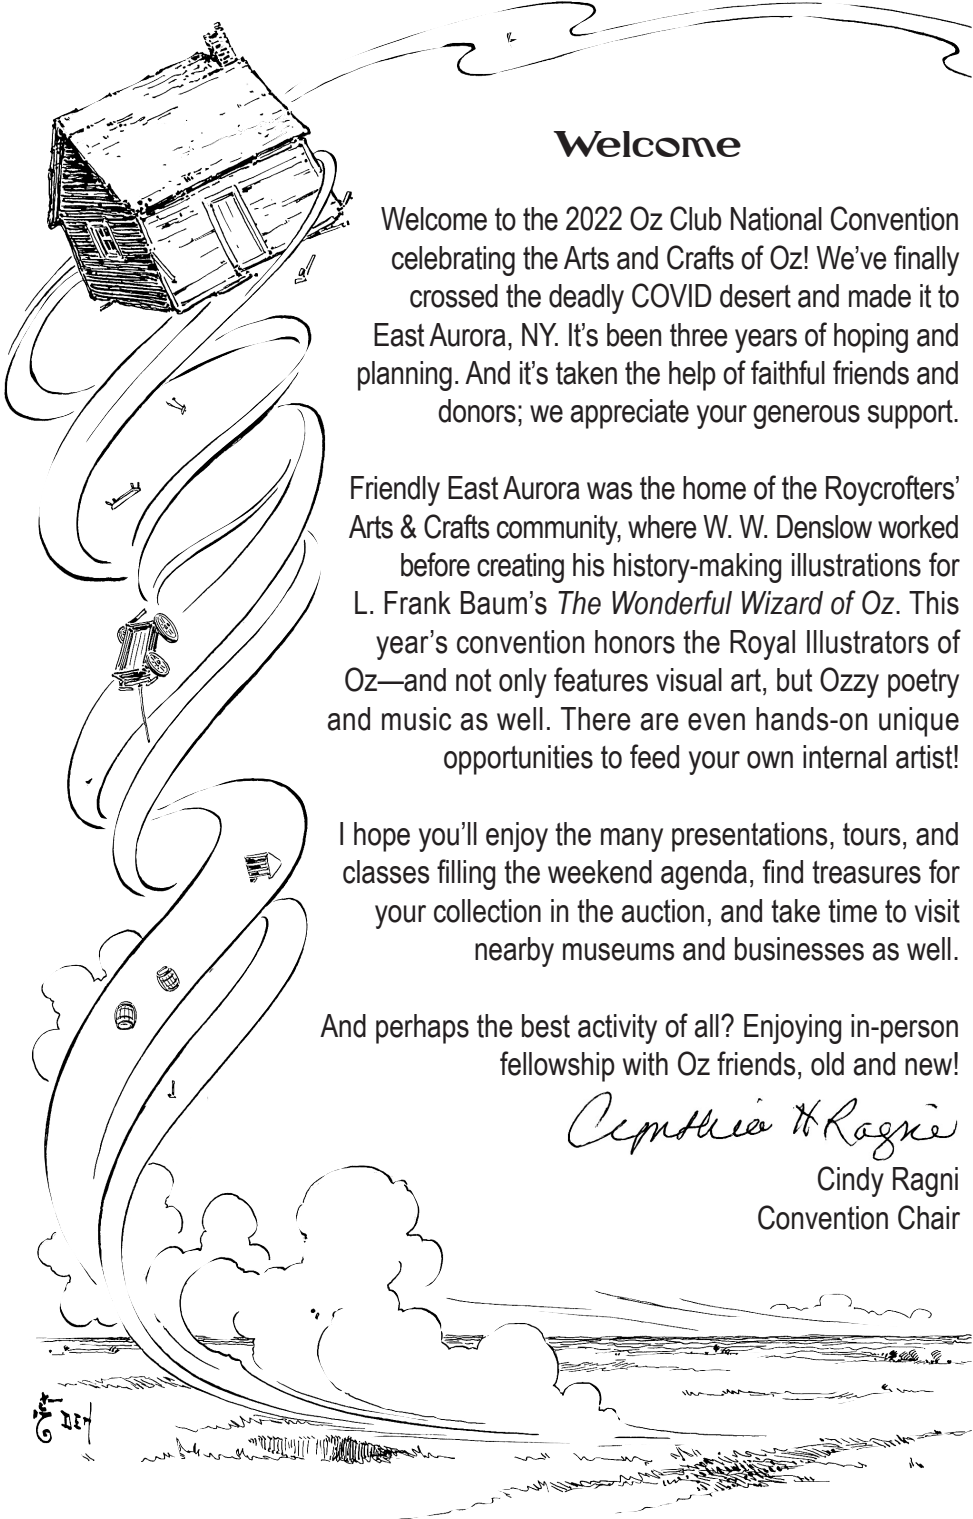 Welcome
Welcome to the 2022 Oz Club National Convention
celebrating the Arts and Crafts of Oz! We’ve finally
crossed the deadly COVID desert and made it to
East Aurora, NY. It’s been three years of hoping and
planning. And it’s taken the help of faithful friends and
donors; we appreciate your generous support.
Friendly East Aurora was the home of the Roycrofters’
Arts & Crafts community, where W. W. Denslow worked
before creating his history-making illustrations for
L. Frank Baum’s The Wonderful Wizard of Oz. This
year’s convention honors the Royal Illustrators of
Oz—and not only features visual art, but Ozzy poetry
and music as well. There are even hands-on unique
opportunities to feed your own internal artist!
I hope you’ll enjoy the many presentations, tours, and
classes filling the weekend agenda, find treasures for
your collection in the auction, and take time to visit
nearby museums and businesses as well.
And perhaps the best activity of all? Enjoying in-person
fellowship with Oz friends, old and new!
Cynthia H Ragni
Cindy Ragni
Convention Chair
DEH